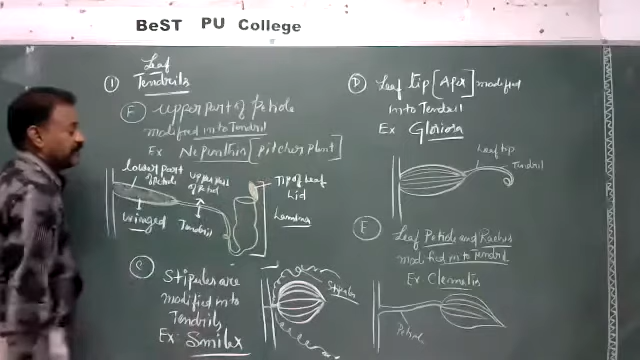 BeST PU College
① Leaf
Tendrils
Ⓕ upper part of Petiole
modified into Tendril
Ex Nepunthin [pitcher plant]
lower part
of Petiole
upper part
of Petiol
winged
Tendril
Tip of Leaf
Lid
Lamina
Ⓒ Stipules are
modified into
Tendrils
Ex: Smilex
Stipules
Ⓓ Leaf tip [Apex] modified
into Tendril
Ex Gloriosa
Leaf tip
Tendril
Ⓔ Leaf Petiole and Rachis
modified into Tendril
Ex Clematis
Petiole